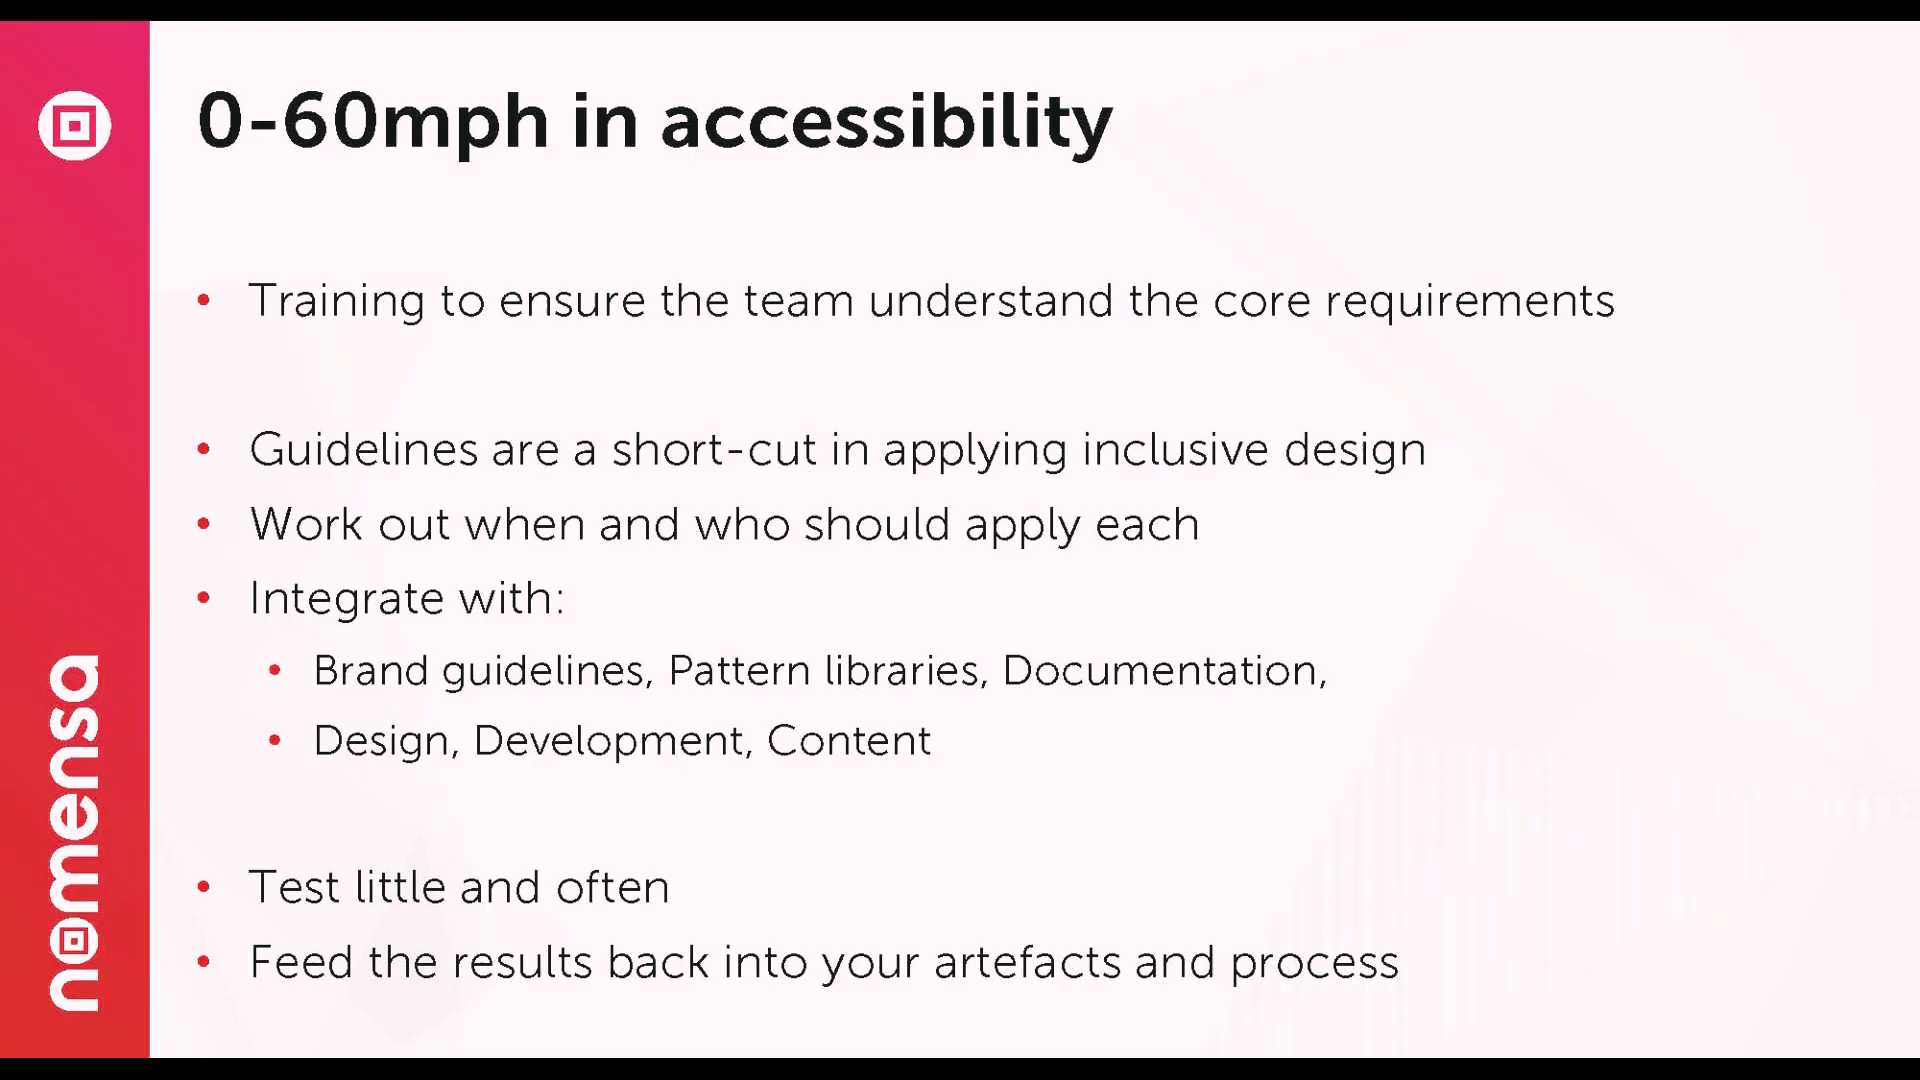 0-60mph in accessibility
• Training to ensure the team understand the core requirements
• Guidelines are a short-cut in applying inclusive design
• Work out when and who should apply each
• Integrate with:
• Brand guidelines, Pattern libraries, Documentation,
• Design, Development, Content
• Test little and often
• Feed the results back into your artefacts and process
nomensa